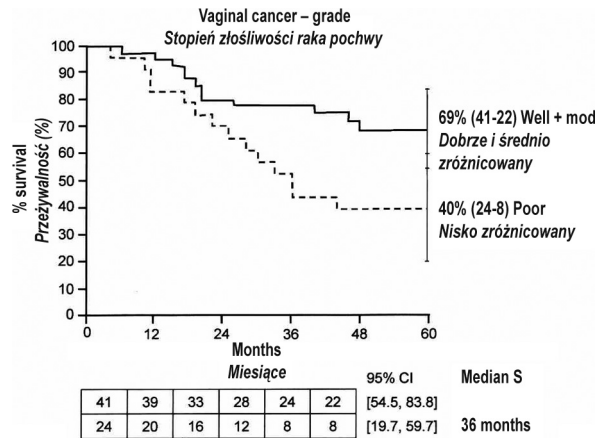 Vaginal cancer – grade
Stopień złośliwości raka pochwy
% survival
Przeżywalność (%)
100
90
80
70
60
50
40
30
20
10
0
0 12 24 36 48 60
Months
Miesiące
69% (41-22) Well + mod
Dobrze i średnio
zróżnicowany
40% (24-8) Poor
Nisko zróżnicowany
95% CI Median S
41 39 33 28 24 22 [54.5, 83.8]
24 20 16 12 8 8 [19.7, 59.7] 36 months